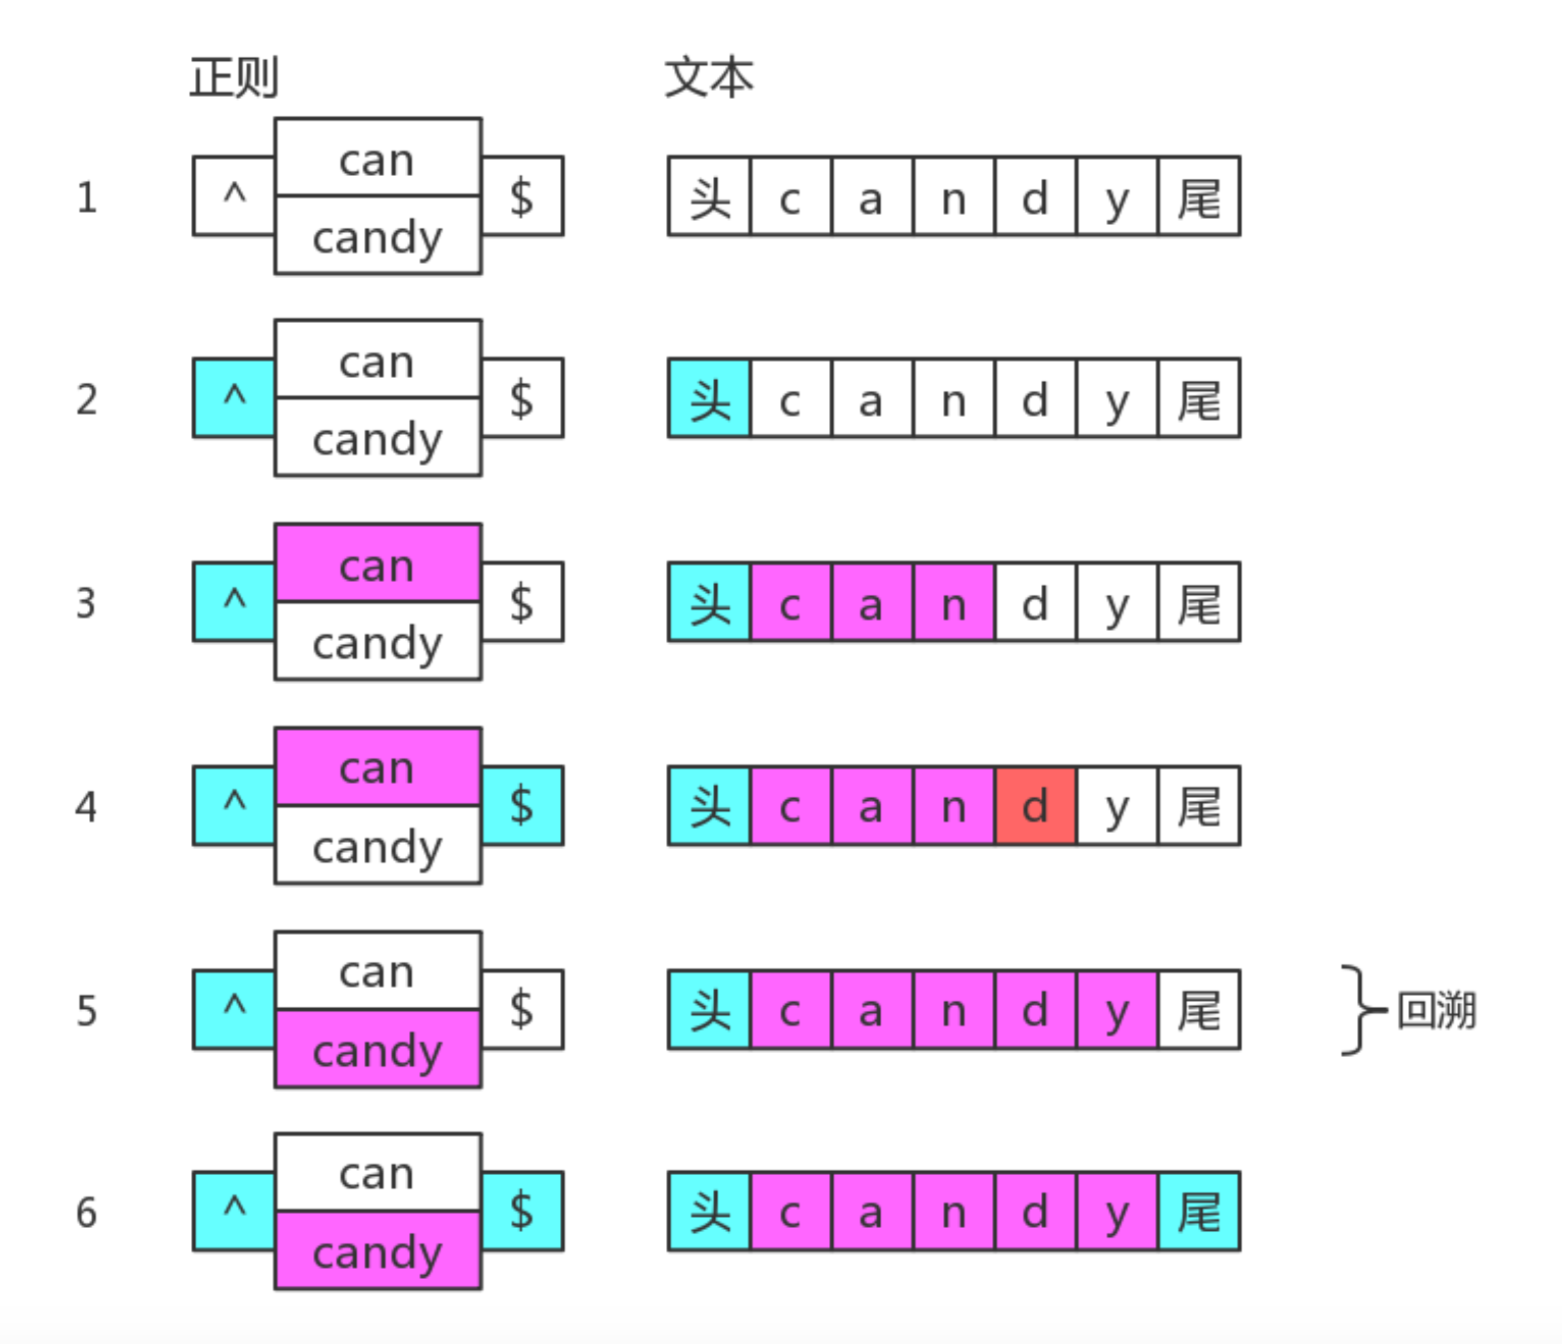 正则 文本
can
1 ^ $ 头 c a n d y 尾
candy
can
2 ^ $ 头 c a n d y 尾
candy
can
3 ^ $ 头 c a n d y 尾
candy
can
4 ^ $ 头 c a n d y 尾
candy
can
5 ^ $ 头 c a n d y 尾 回溯
candy
can
6 ^ $ 头 c a n d y 尾
candy